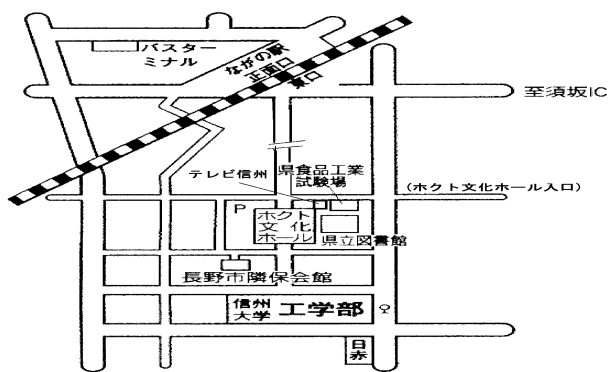 バスター
ミナル
ながの駅
正面口
東口
至須坂IC
テレビ信州
県食品工業
試験場
(ホクト文化ホール入口)
P
ホクト
文化
ホール
県立図書館
長野市隣保会館
信州
大学
工学部
日
赤